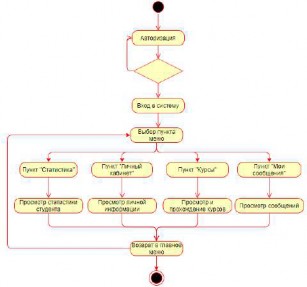 Авторизация
Вход в систему
Выбор пункта
меню
Пункт "Статистика"
Пункт "Личный
кабинет"
Пункт "Курсы"
Пункт "Мои
сообщения"
Просмотр статистики
студента
Просмотр личной
информации
Просмотр и
прохождение курсов
Просмотр сообщений
Возврат в главное
меню